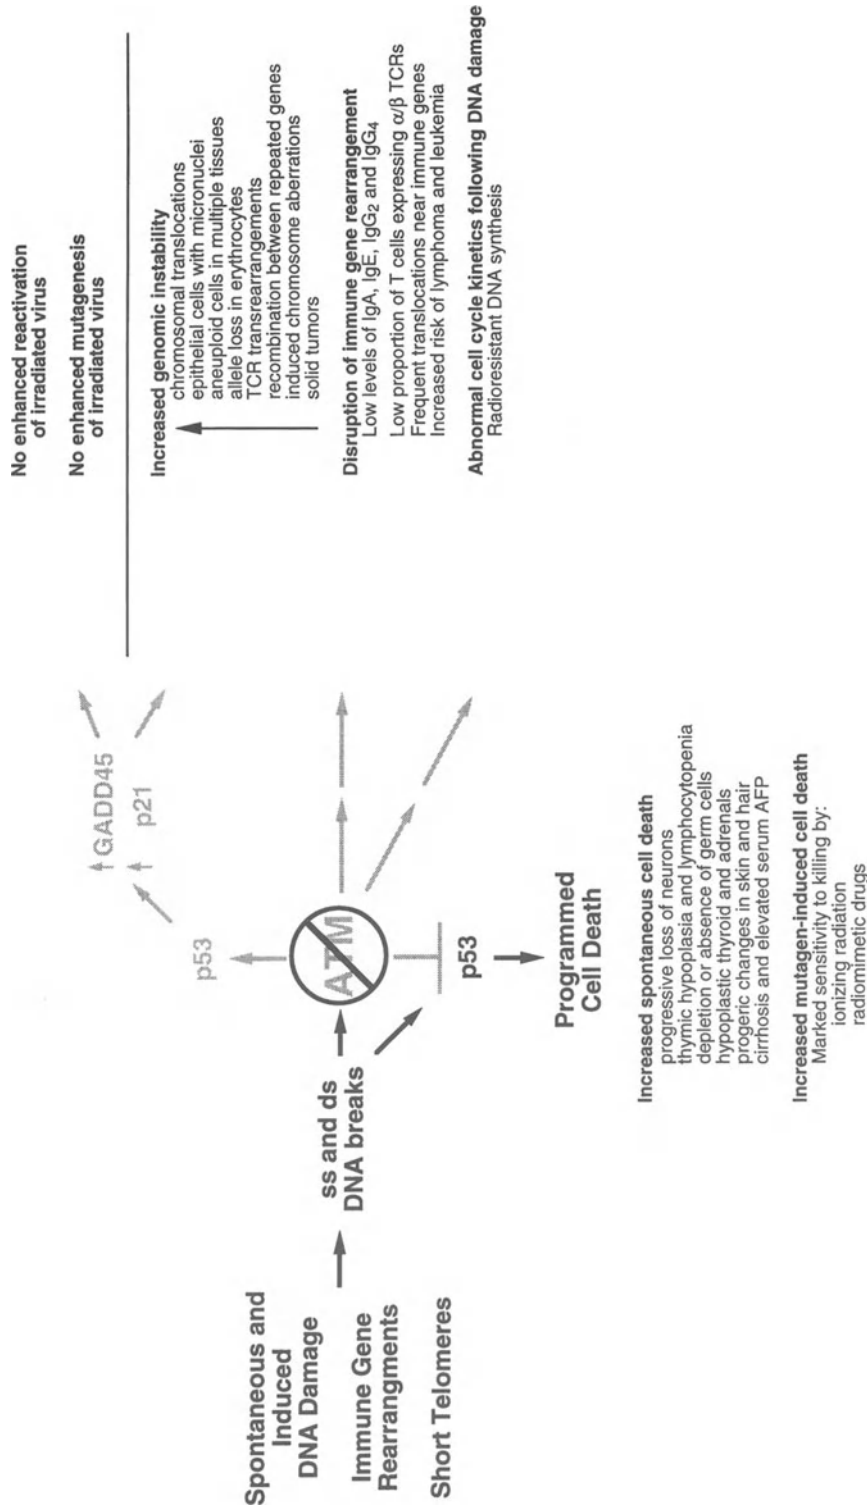 Spontaneous and
Induced
DNA Damage
Immune Gene
Rearrangments
Short Telomeres
ss and ds
DNA breaks
ATM
p53
GADD45
p21
p53
Programmed
Cell Death
Increased spontaneous cell death
progressive loss of neurons
thymic hypoplasia and lymphocytopenia
depletion or absence of germ cells
hypoplastic thyroid and adrenals
progeric changes in skin and hair
cirrhosis and elevated serum AFP
Increased mutagen-induced cell death
Marked sensitivity to killing by:
ionizing radiation
radiomimetic drugs
No enhanced reactivation
of irradiated virus
No enhanced mutagenesis
of irradiated virus
Increased genomic instability
chromosomal translocations
epithelial cells with micronuclei
aneuploid cells in multiple tissues
allele loss in erythrocytes
TCR transrearrangements
recombination between repeated genes
induced chromosome aberrations
solid tumors
Disruption of immune gene rearrangement
Low levels of IgA, IgE, IgG2 and IgG4
Low proportion of T cells expressing α/β TCRs
Frequent translocations near immune genes
Increased risk of lymphoma and leukemia
Abnormal cell cycle kinetics following DNA damage
Radioresistant DNA synthesis